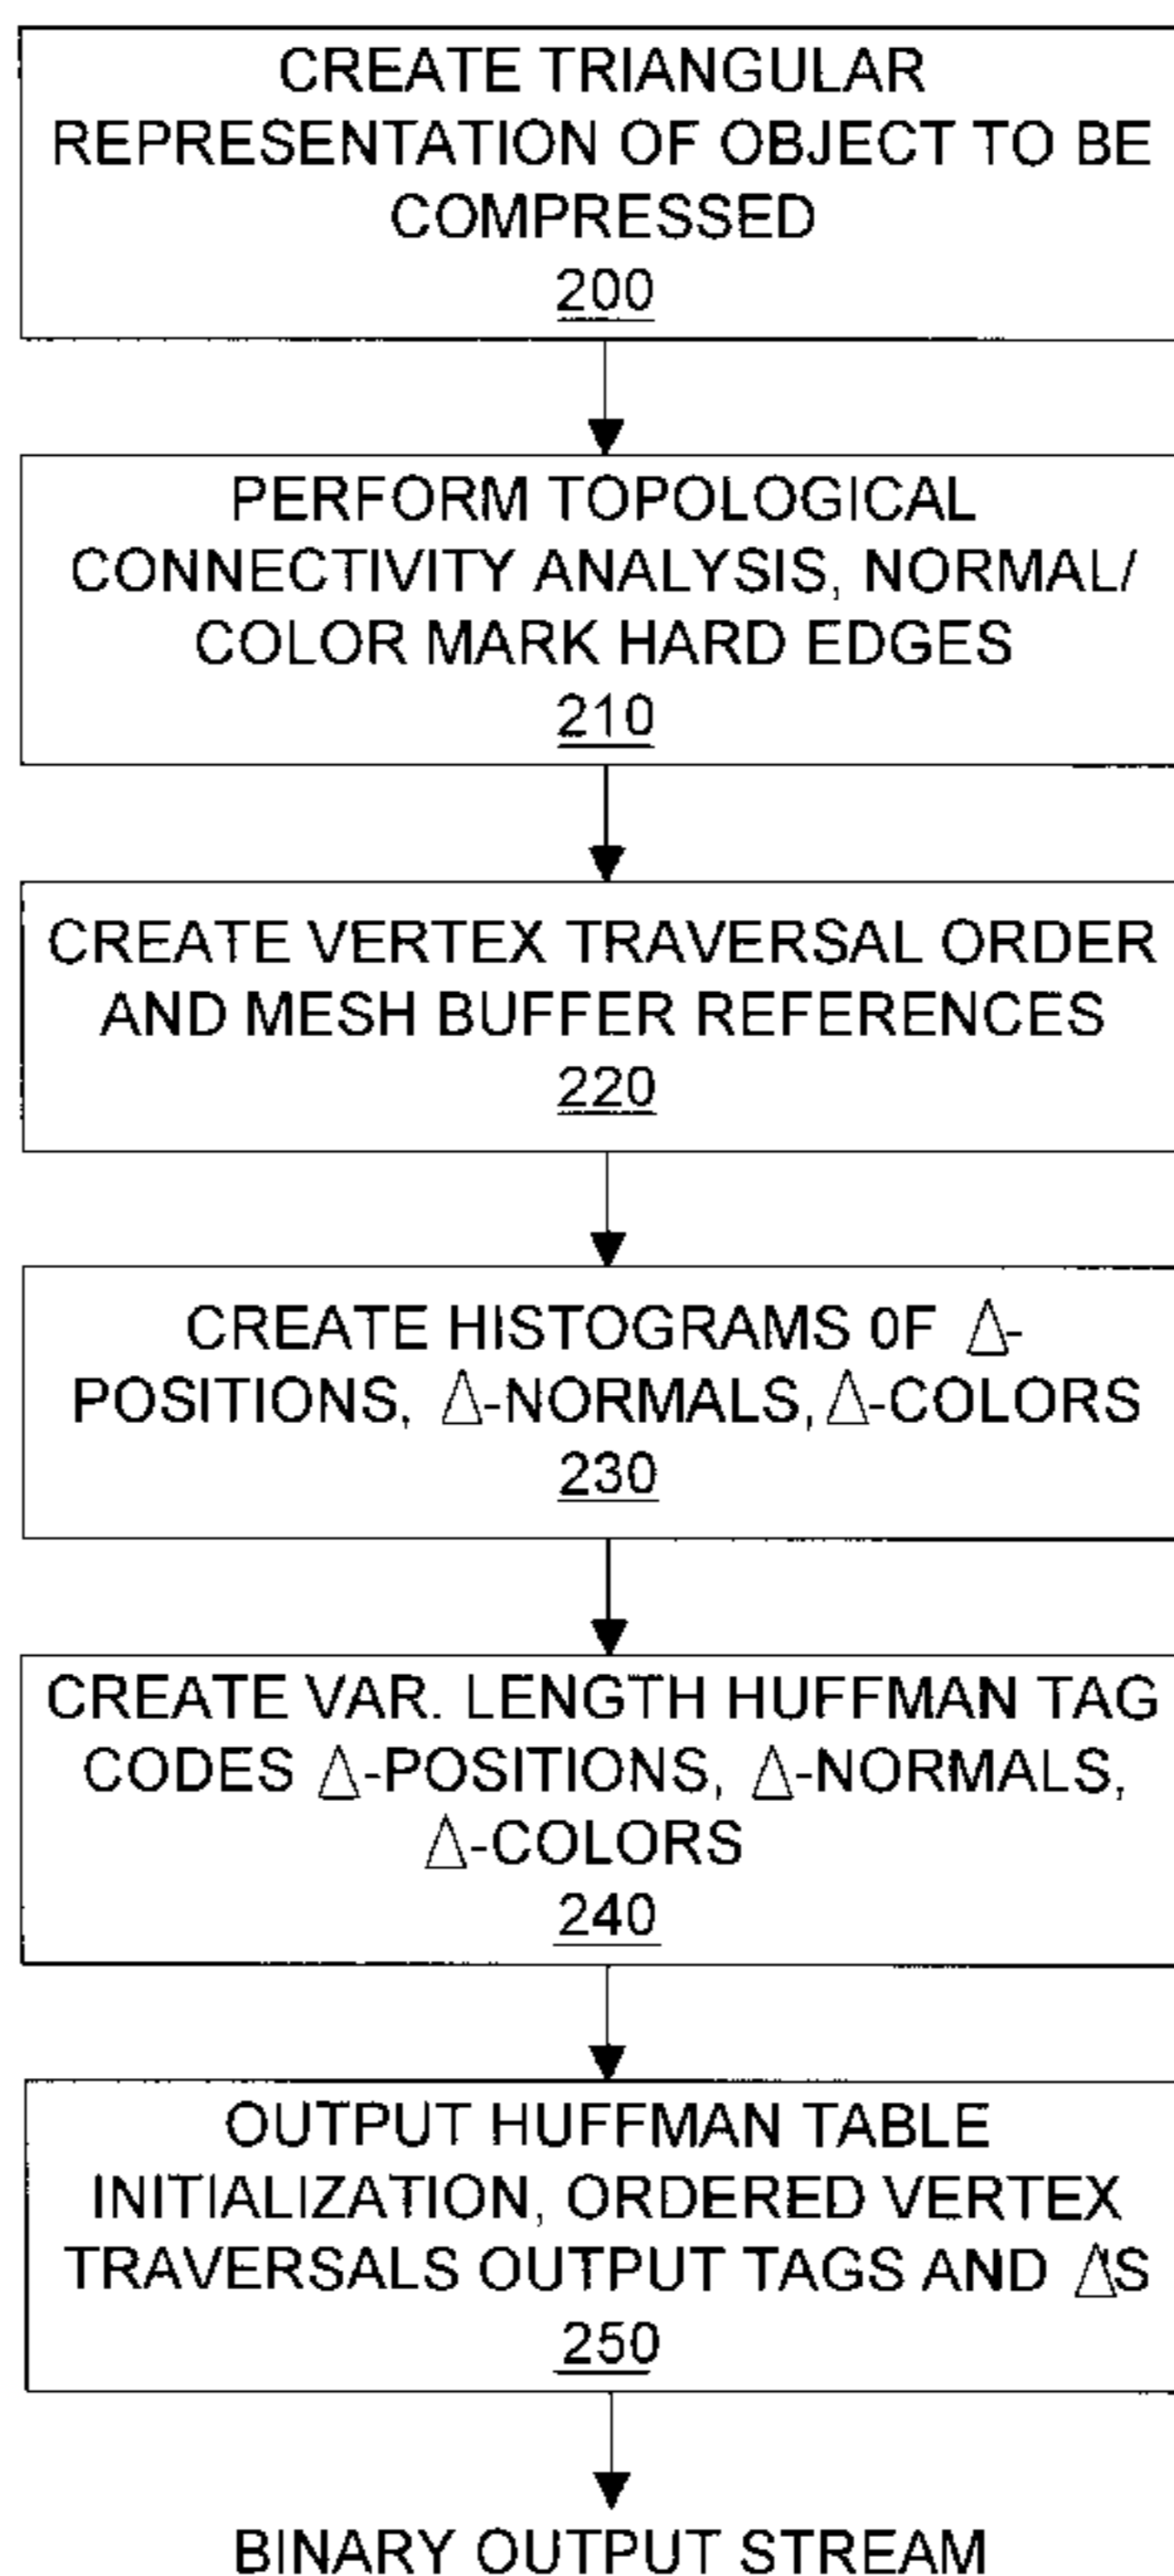 CREATE TRIANGULAR
REPRESENTATION OF OBJECT TO BE
COMPRESSED
200
PERFORM TOPOLOGICAL
CONNECTIVITY ANALYSIS, NORMAL/
COLOR MARK HARD EDGES
210
CREATE VERTEX TRAVERSAL ORDER
AND MESH BUFFER REFERENCES
220
CREATE HISTOGRAMS OF Δ-
POSITIONS, Δ-NORMALS, Δ-COLORS
230
CREATE VAR. LENGTH HUFFMAN TAG
CODES Δ-POSITIONS, Δ-NORMALS,
Δ-COLORS
240
OUTPUT HUFFMAN TABLE
INITIALIZATION, ORDERED VERTEX
TRAVERSALS OUTPUT TAGS AND ΔS
250
BINARY OUTPUT STREAM